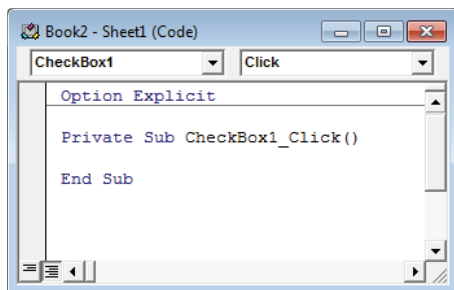 Book2 - Sheet1 (Code)
CheckBox1 Click
Option Explicit
Private Sub CheckBox1_Click()
End Sub